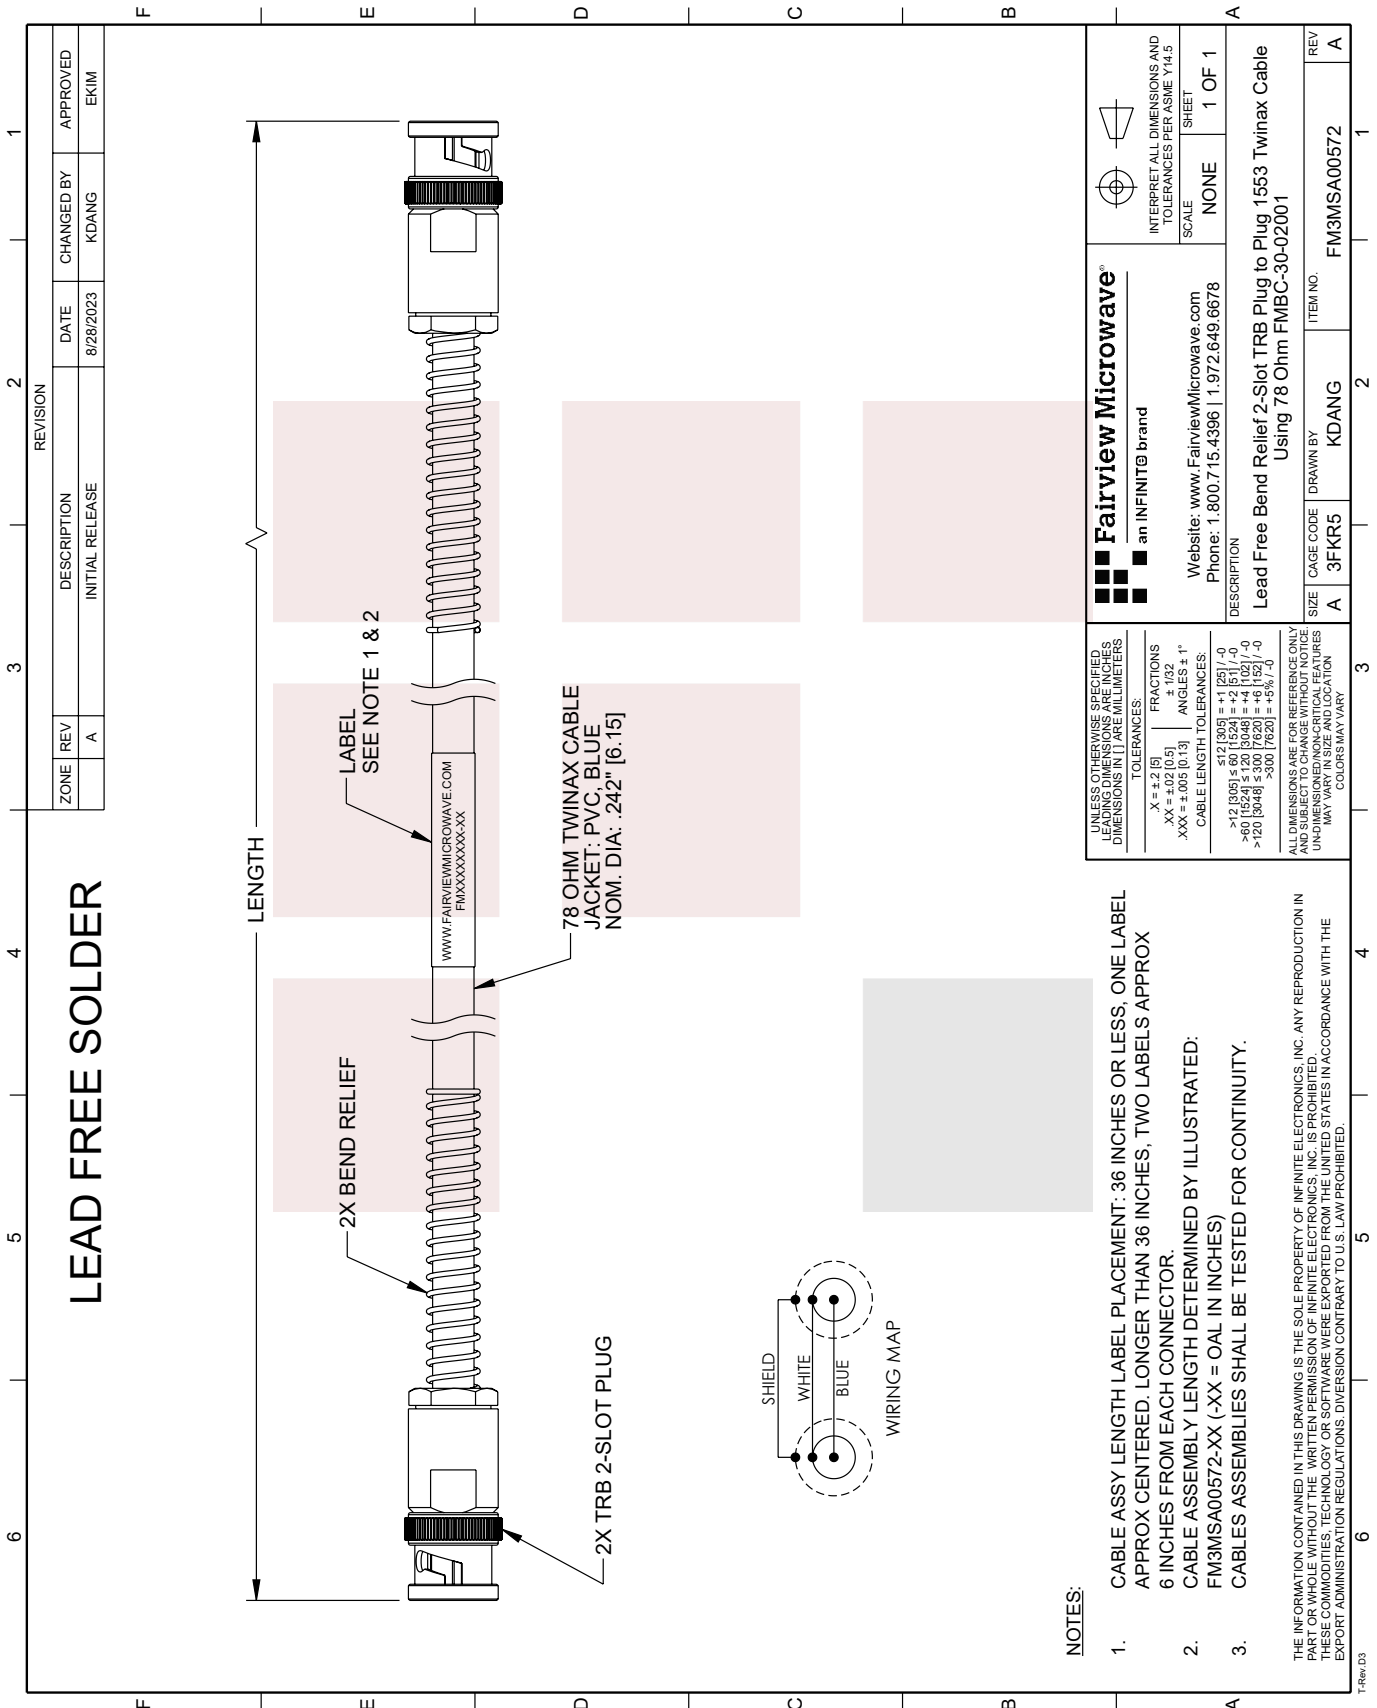 LEAD FREE SOLDER
REVISION
ZONE REV DESCRIPTION DATE CHANGED BY APPROVED
A INITIAL RELEASE 8/28/2023 KDANG EKIM
6 5 4 3 2 1
F
E
D
C
B
A
LENGTH
2X BEND RELIEF
LABEL
SEE NOTE 1 & 2
WWW.FAIRVIEWMICROWAVE.COM
FMXXXXXXXX-XX
78 OHM TWINAX CABLE
JACKET: PVC, BLUE
NOM. DIA: .242" [6.15]
2X TRB 2-SLOT PLUG
SHIELD
WHITE
BLUE
WIRING MAP
NOTES:
1. CABLE ASSY LENGTH LABEL PLACEMENT: 36 INCHES OR LESS, ONE LABEL
APPROX CENTERED. LONGER THAN 36 INCHES, TWO LABELS APPROX
6 INCHES FROM EACH CONNECTOR.
2. CABLE ASSEMBLY LENGTH DETERMINED BY ILLUSTRATED:
FM3MSA00572-XX (-XX = OAL IN INCHES)
3. CABLES ASSEMBLIES SHALL BE TESTED FOR CONTINUITY.
THE INFORMATION CONTAINED IN THIS DRAWING IS THE SOLE PROPERTY OF INFINITE ELECTRONICS, INC. ANY REPRODUCTION IN
PART OR WHOLE WITHOUT THE WRITTEN PERMISSION OF INFINITE ELECTRONICS, INC. IS PROHIBITED.
THESE COMMODITIES, TECHNOLOGY OR SOFTWARE WERE EXPORTED FROM THE UNITED STATES IN ACCORDANCE WITH THE
EXPORT ADMINISTRATION REGULATIONS. DIVERSION CONTRARY TO U.S. LAW PROHIBITED.
UNLESS OTHERWISE SPECIFIED
LEADING DIMENSIONS ARE INCHES
DIMENSIONS IN [ ] ARE MILLIMETERS
TOLERANCES:
.X = ±.2 [5] FRACTIONS
.XX = ±.02 [0.5] ± 1/32
.XXX = ±.005 [0.13] ANGLES ± 1°
CABLE LENGTH TOLERANCES:
≤12 [305] = +1 [25] / -0
>12 [305] ≤ 60 [1524] = +2 [51] / -0
>60 [1524] ≤ 120 [3048] = +4 [102] / -0
>120 [3048] ≤ 300 [7620] = +6 [152] / -0
>300 [7620] = +5% / -0
ALL DIMENSIONS ARE FOR REFERENCE ONLY
AND SUBJECT TO CHANGE WITHOUT NOTICE.
UN-DIMENSIONED/NON-CRITICAL FEATURES
MAY VARY IN SIZE AND LOCATION
COLORS MAY VARY
Fairview Microwave®
an INFINITE brand
Website: www.FairviewMicrowave.com
Phone: 1.800.715.4396 | 1.972.649.6678
INTERPRET ALL DIMENSIONS AND
TOLERANCES PER ASME Y14.5
SCALE NONE SHEET 1 OF 1
DESCRIPTION
Lead Free Bend Relief 2-Slot TRB Plug to Plug 1553 Twinax Cable
Using 78 Ohm FMBC-30-02001
SIZE A CAGE CODE 3FKR5 DRAWN BY KDANG ITEM NO. FM3MSA00572 REV A
F
E
D
C
B
A
6 5 4 3 2 1
T-Rev.D3